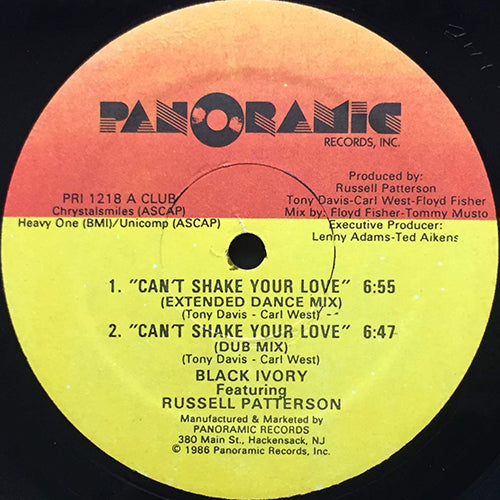 PANORAMIC
RECORDS, INC.
Produced by:
Russell Patterson
Tony Davis-Carl West-Floyd Fisher
Mix by: Floyd Fisher-Tommy Musto
Executive Producer:
Lenny Adams-Ted Aikens
PRI 1218 A CLUB
Chrystalsmiles (ASCAP)
Heavy One (BMI)/Unicomp (ASCAP)
1. "CAN'T SHAKE YOUR LOVE" 6:55
(EXTENDED DANCE MIX)
(Tony Davis - Carl West)
2. "CAN'T SHAKE YOUR LOVE" 6:47
(DUB MIX)
(Tony Davis - Carl West)
BLACK IVORY
Featuring
RUSSELL PATTERSON
Manufactured & Marketed by
PANORAMIC RECORDS
380 Main St., Hackensack, NJ
© 1986 Panoramic Records, Inc.